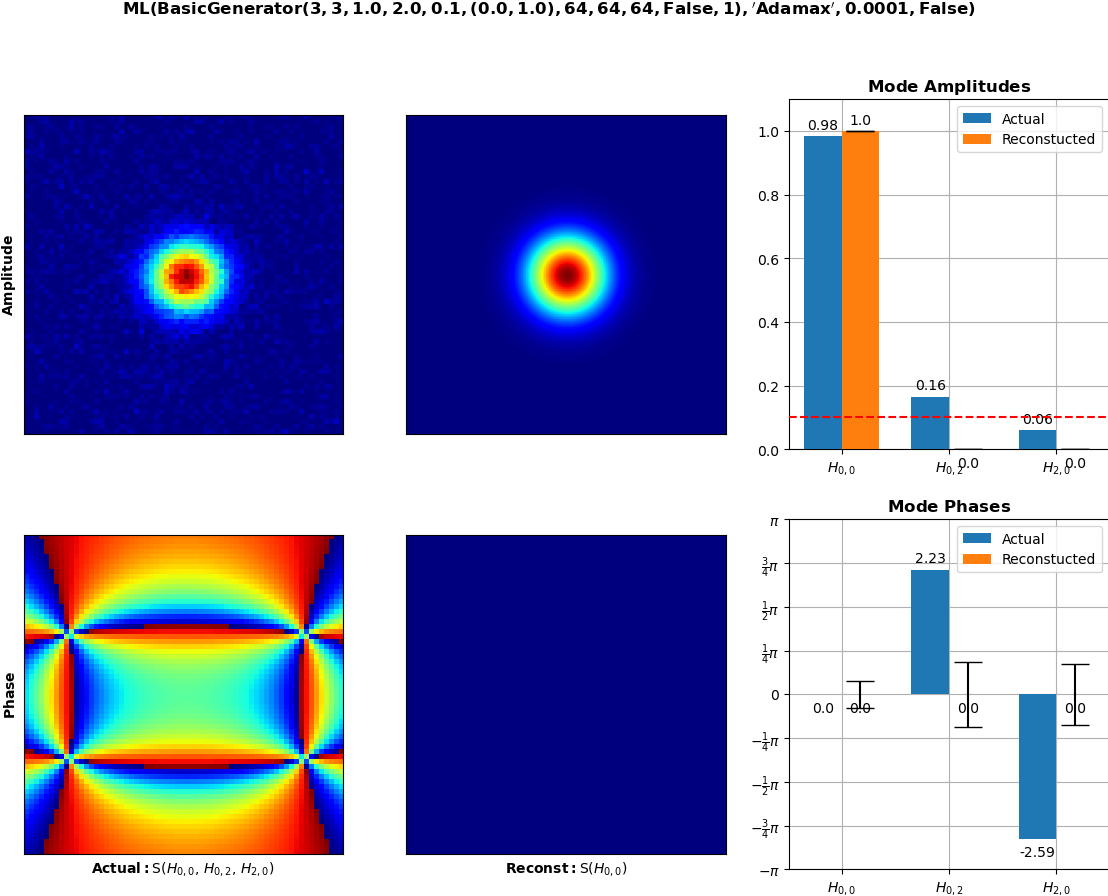 ML(BasicGenerator(3, 3, 1.0, 2.0, 0.1, (0.0, 1.0), 64, 64, 64, False, 1), ′Adamax′, 0.0001, False)
Mode Amplitudes
Amplitude
1.0
0.8
0.6
0.4
0.2
0.0
0.98
1.0
0.16
0.0
0.06
0.0
Actual
Reconstucted
H0,0
H0,2
H2,0
Mode Phases
Phase
π
3/4π
1/2π
1/4π
0
−1/4π
−1/2π
−3/4π
−π
0.0
0.0
2.23
0.0
-2.59
0.0
Actual
Reconstucted
H0,0
H0,2
H2,0
Actual: S(H0,0, H0,2, H2,0)
Reconst: S(H0,0)